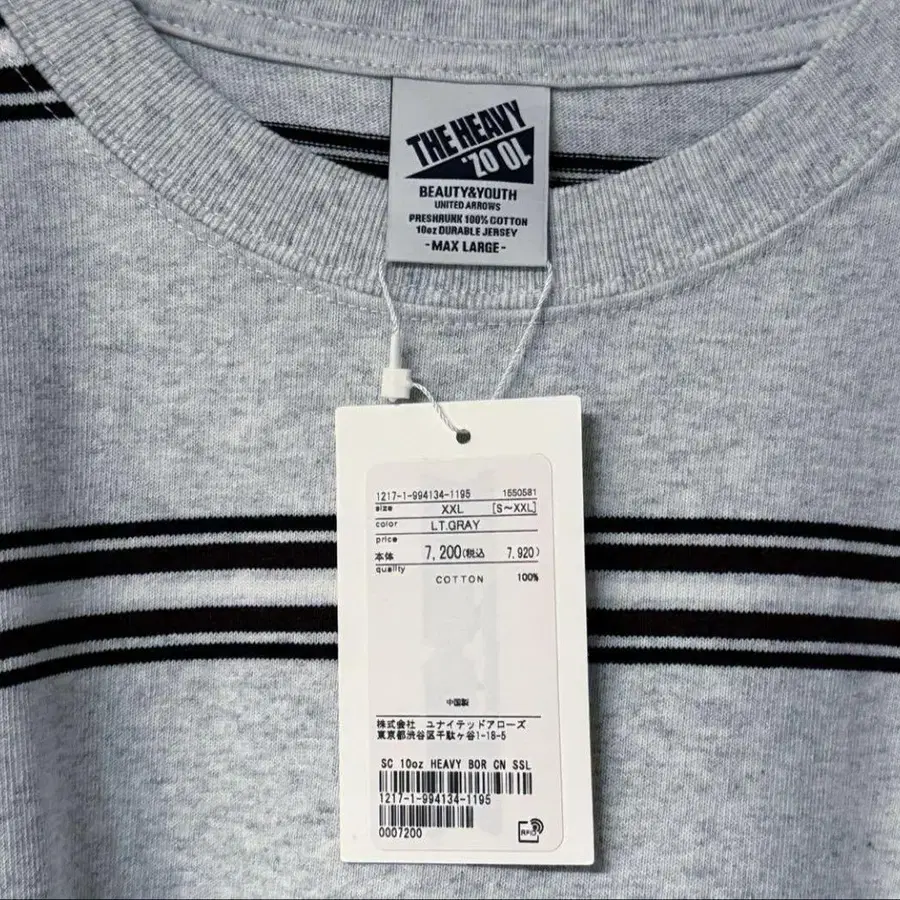 THE HEAVY
10 OZ.
BEAUTY&YOUTH
UNITED ARROWS
PRESHRUNK 100% COTTON
10oz DURABLE JERSEY
-MAX LARGE-
1217-1-994134-1195 1550581
size XXL [S~XXL]
color LT.GRAY
price
本体 7,200(税込 7,920)
quality
COTTON 100%
中国製
株式会社 ユナイテッドアローズ
東京都渋谷区千駄ヶ谷1-18-5
SC 10oz HEAVY BOR CN SSL
1217-1-994134-1195
0007200
RFID